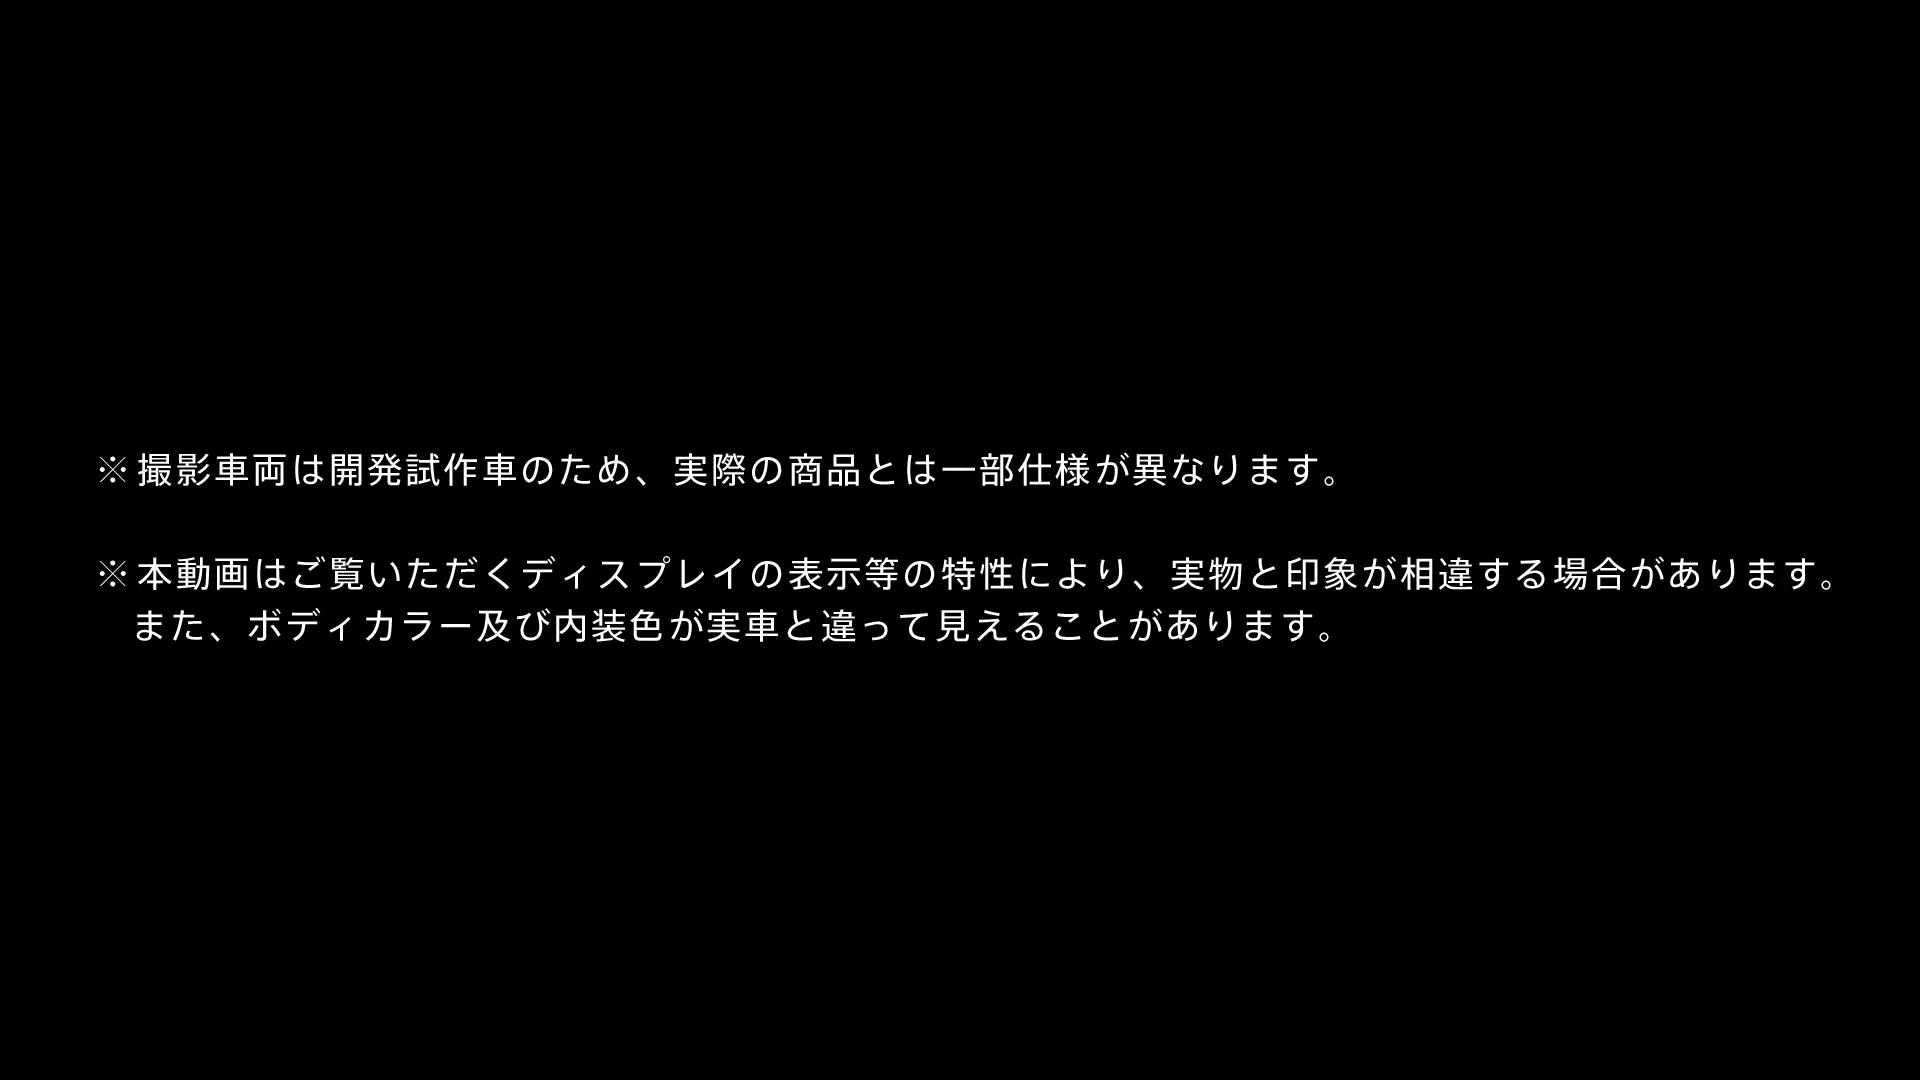 ※撮影車両は開発試作車のため、実際の商品とは一部仕様が異なります。
※本動画はご覧いただくディスプレイの表示等の特性により、実物と印象が相違する場合があります。
また、ボディカラー及び内装色が実車と違って見えることがあります。